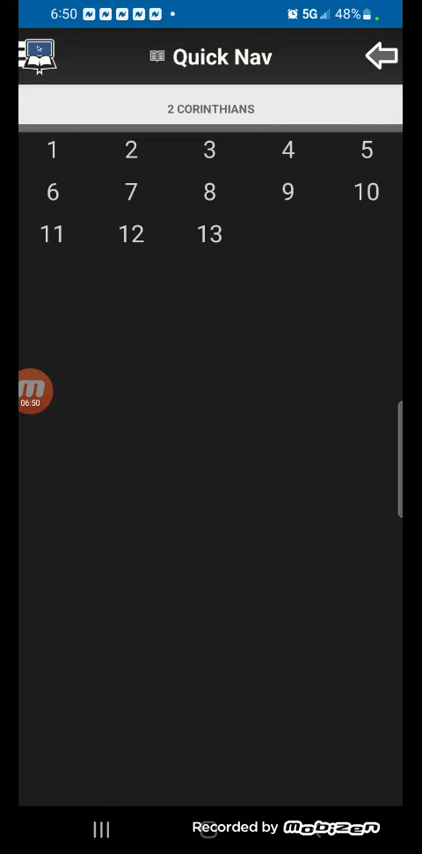 6:50 5G 48%
Quick Nav
2 CORINTHIANS
1 2 3 4 5
6 7 8 9 10
11 12 13
06:50
Recorded by Mobizen